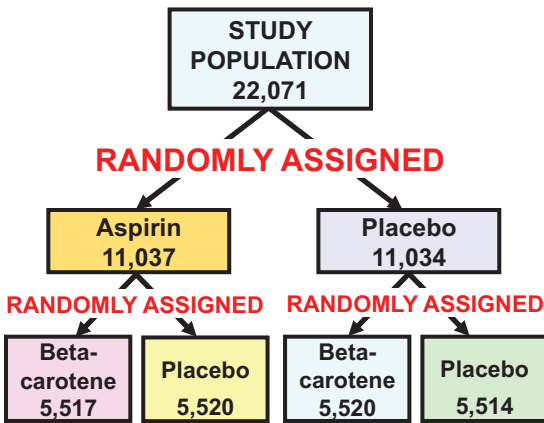 STUDY
POPULATION
22,071
RANDOMLY ASSIGNED
Aspirin
11,037
Placebo
11,034
RANDOMLY ASSIGNED
RANDOMLY ASSIGNED
Beta-
carotene
5,517
Placebo
5,520
Beta-
carotene
5,520
Placebo
5,514